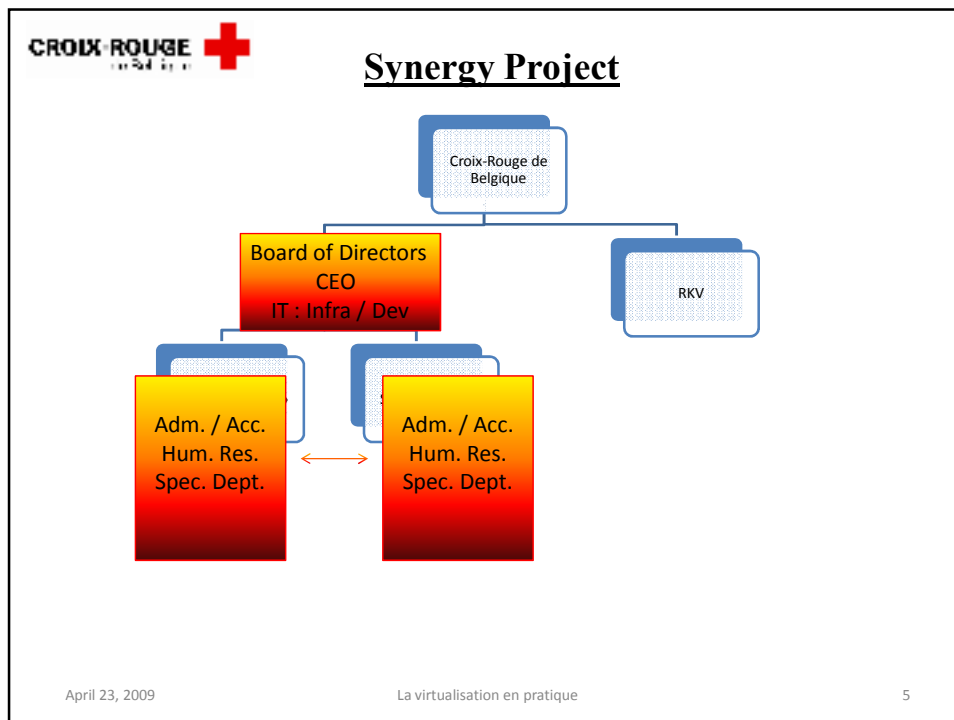 CROIX-ROUGE
Synergy Project
Croix-Rouge de
Belgique
Board of Directors
CEO
IT : Infra / Dev
RKV
Adm. / Acc.
Hum. Res.
Spec. Dept.
Adm. / Acc.
Hum. Res.
Spec. Dept.
April 23, 2009
La virtualisation en pratique
5